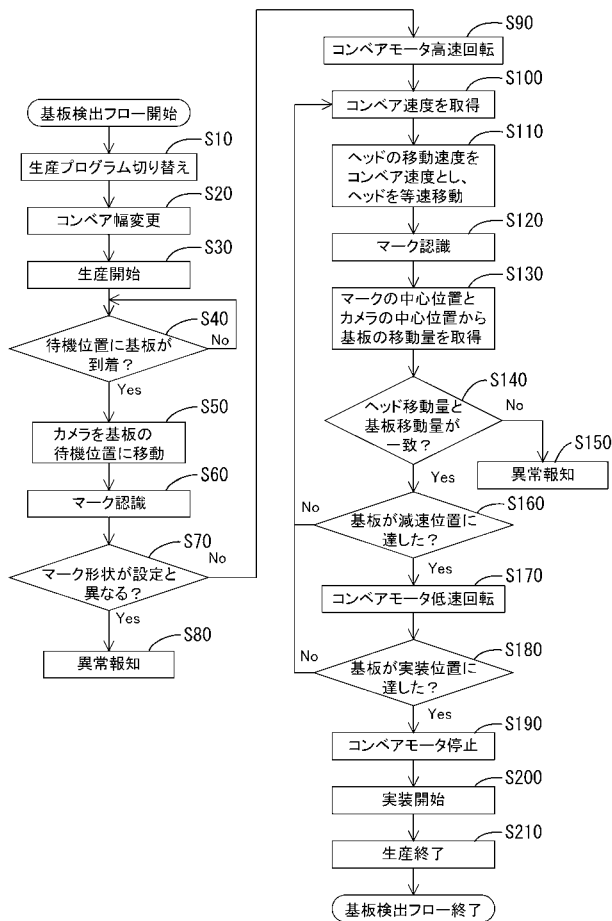 基板検出フロー開始
S10
生産プログラム切り替え
S20
コンベア幅変更
S30
生産開始
S40
待機位置に基板が
到着？
No
Yes
S50
カメラを基板の
待機位置に移動
S60
マーク認識
S70
マーク形状が設定と
異なる？
No
Yes
S80
異常報知
S90
コンベアモータ高速回転
S100
コンベア速度を取得
S110
ヘッドの移動速度を
コンベア速度とし、
ヘッドを等速移動
S120
マーク認識
S130
マークの中心位置と
カメラの中心位置から
基板の移動量を取得
S140
ヘッド移動量と
基板移動量が
一致？
No
Yes
S150
異常報知
S160
基板が減速位置に
達した？
No
Yes
S170
コンベアモータ低速回転
S180
基板が実装位置に
達した？
No
Yes
S190
コンベアモータ停止
S200
実装開始
S210
生産終了
基板検出フロー終了